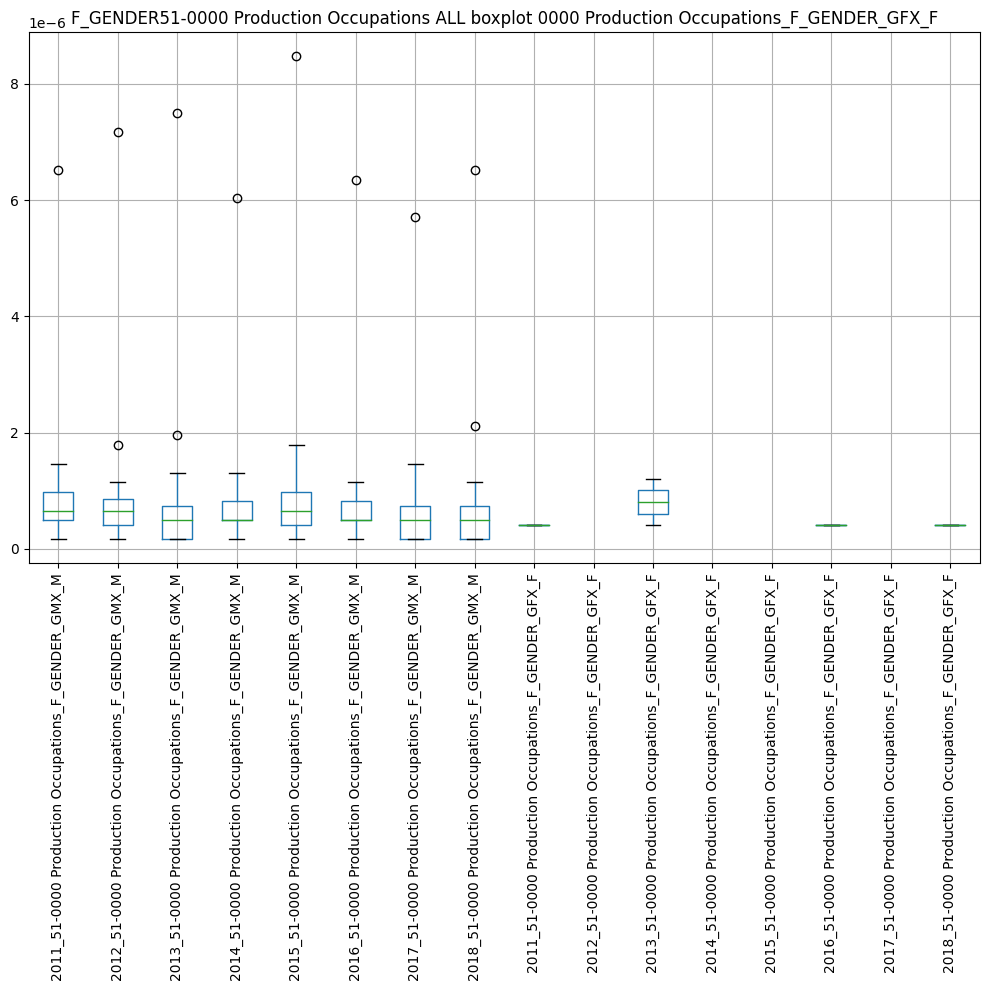 F_GENDER51-0000 Production Occupations ALL boxplot 0000 Production Occupations_F_GENDER_GFX_F
1e−6
8
6
4
2
0
2011_51-0000 Production Occupations_F_GENDER_GMX_M
2012_51-0000 Production Occupations_F_GENDER_GMX_M
2013_51-0000 Production Occupations_F_GENDER_GMX_M
2014_51-0000 Production Occupations_F_GENDER_GMX_M
2015_51-0000 Production Occupations_F_GENDER_GMX_M
2016_51-0000 Production Occupations_F_GENDER_GMX_M
2017_51-0000 Production Occupations_F_GENDER_GMX_M
2018_51-0000 Production Occupations_F_GENDER_GMX_M
2011_51-0000 Production Occupations_F_GENDER_GFX_F
2012_51-0000 Production Occupations_F_GENDER_GFX_F
2013_51-0000 Production Occupations_F_GENDER_GFX_F
2014_51-0000 Production Occupations_F_GENDER_GFX_F
2015_51-0000 Production Occupations_F_GENDER_GFX_F
2016_51-0000 Production Occupations_F_GENDER_GFX_F
2017_51-0000 Production Occupations_F_GENDER_GFX_F
2018_51-0000 Production Occupations_F_GENDER_GFX_F